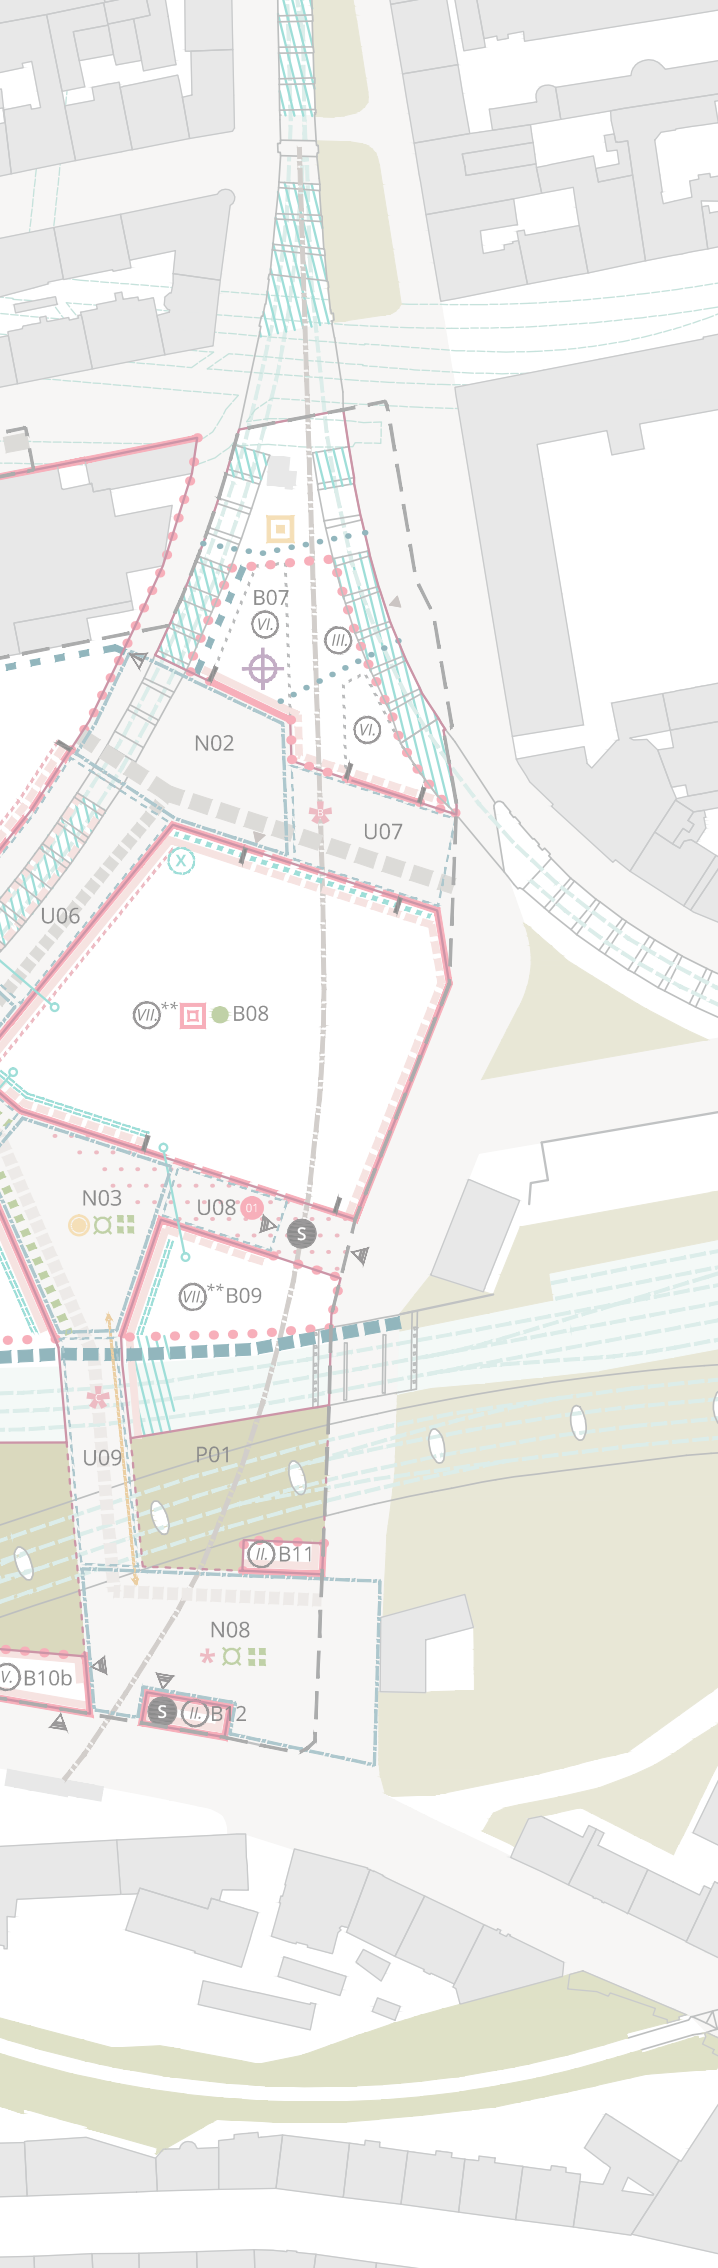 B07
VI.
III.
VI.
N02
U07
X
U06
VII.** B08
N03
U08 01
S
VII.** B09
U09
P01
II. B11
N08
V. B10b
S II. B12